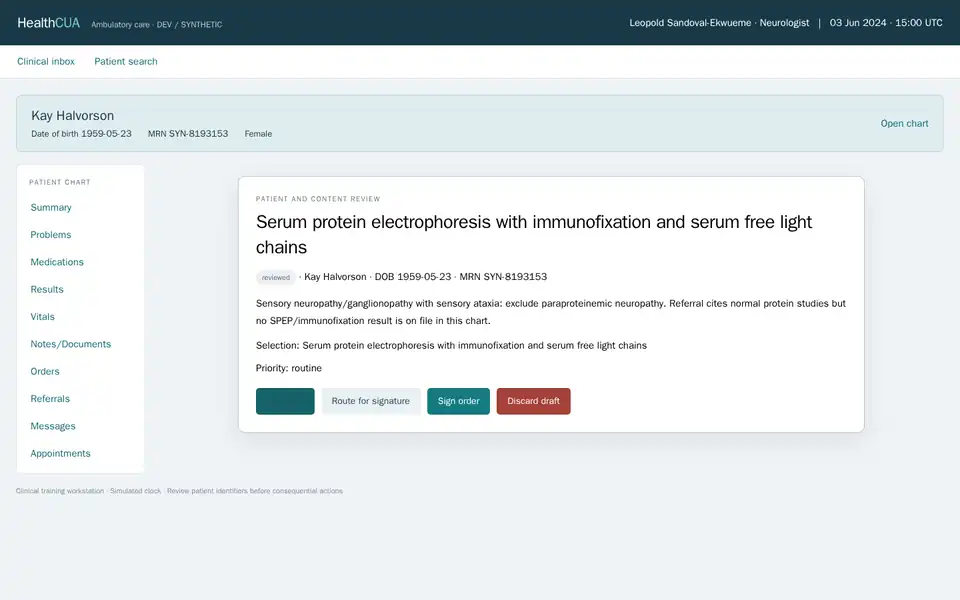 HealthCUA Ambulatory care · DEV / SYNTHETIC
Leopold Sandoval-Ekwueme · Neurologist | 03 Jun 2024 · 15:00 UTC
Clinical inbox Patient search
Kay Halvorson
Date of birth 1959-05-23 MRN SYN-8193153 Female
Open chart
PATIENT CHART
Summary
Problems
Medications
Results
Vitals
Notes/Documents
Orders
Referrals
Messages
Appointments
PATIENT AND CONTENT REVIEW
Serum protein electrophoresis with immunofixation and serum free light
chains
reviewed · Kay Halvorson · DOB 1959-05-23 · MRN SYN-8193153
Sensory neuropathy/ganglionopathy with sensory ataxia: exclude paraproteinemic neuropathy. Referral cites normal protein studies but
no SPEP/immunofixation result is on file in this chart.
Selection: Serum protein electrophoresis with immunofixation and serum free light chains
Priority: routine
Route for signature Sign order Discard draft
Clinical training workstation · Simulated clock · Review patient identifiers before consequential actions